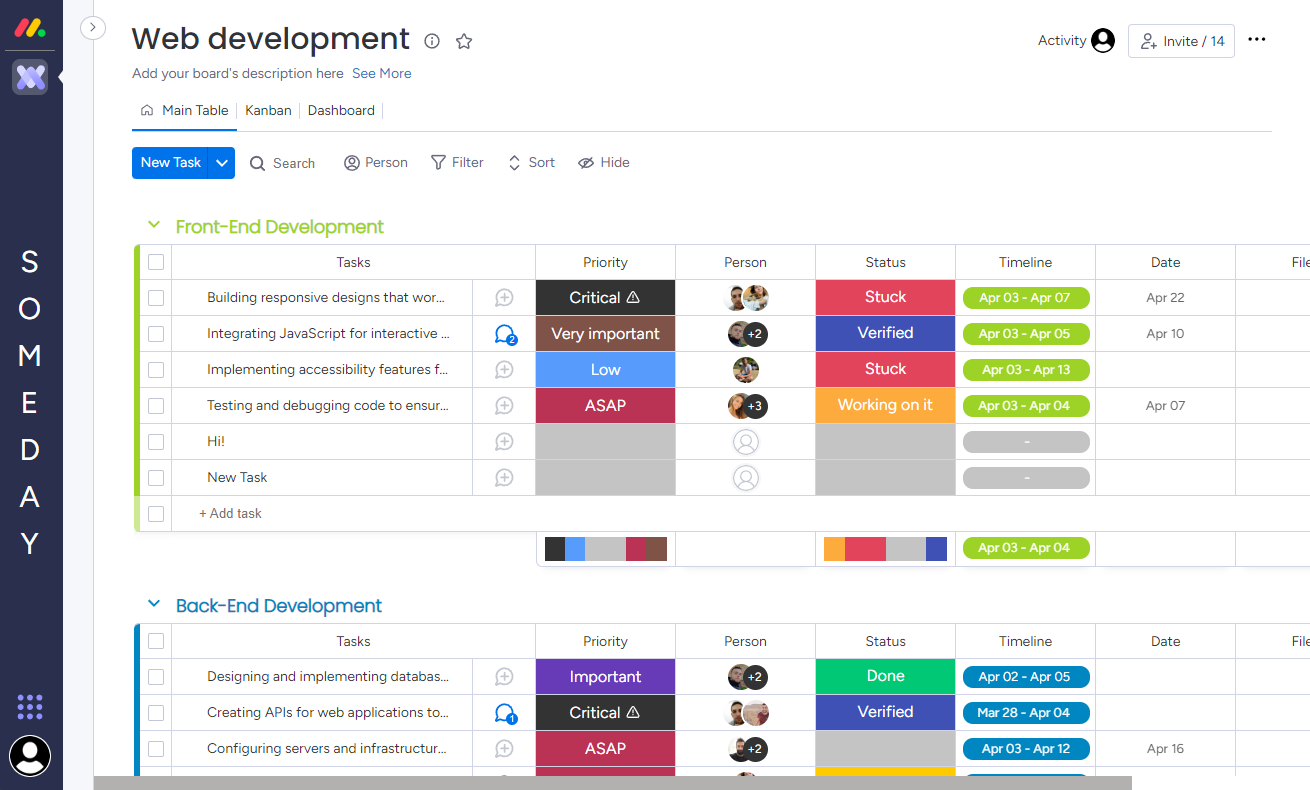 Web development
Activity
Invite / 14
Add your board's description here See More
Main Table
Kanban
Dashboard
New Task
Search
Person
Filter
Sort
Hide
SOMEDAY
Front-End Development
Tasks Priority Person Status Timeline Date File
Building responsive designs that wor... Critical Stuck Apr 03 - Apr 07 Apr 22
Integrating JavaScript for interactive ... 2 Very important +2 Verified Apr 03 - Apr 05 Apr 10
Implementing accessibility features f... Low Stuck Apr 03 - Apr 13
Testing and debugging code to ensur... ASAP +3 Working on it Apr 03 - Apr 04 Apr 07
Hi! -
New Task -
+ Add task
Apr 03 - Apr 04
Back-End Development
Tasks Priority Person Status Timeline Date File
Designing and implementing databas... Important +2 Done Apr 02 - Apr 05
Creating APIs for web applications to... 1 Critical Verified Mar 28 - Apr 04
Configuring servers and infrastructur... ASAP +2 Apr 03 - Apr 12 Apr 16